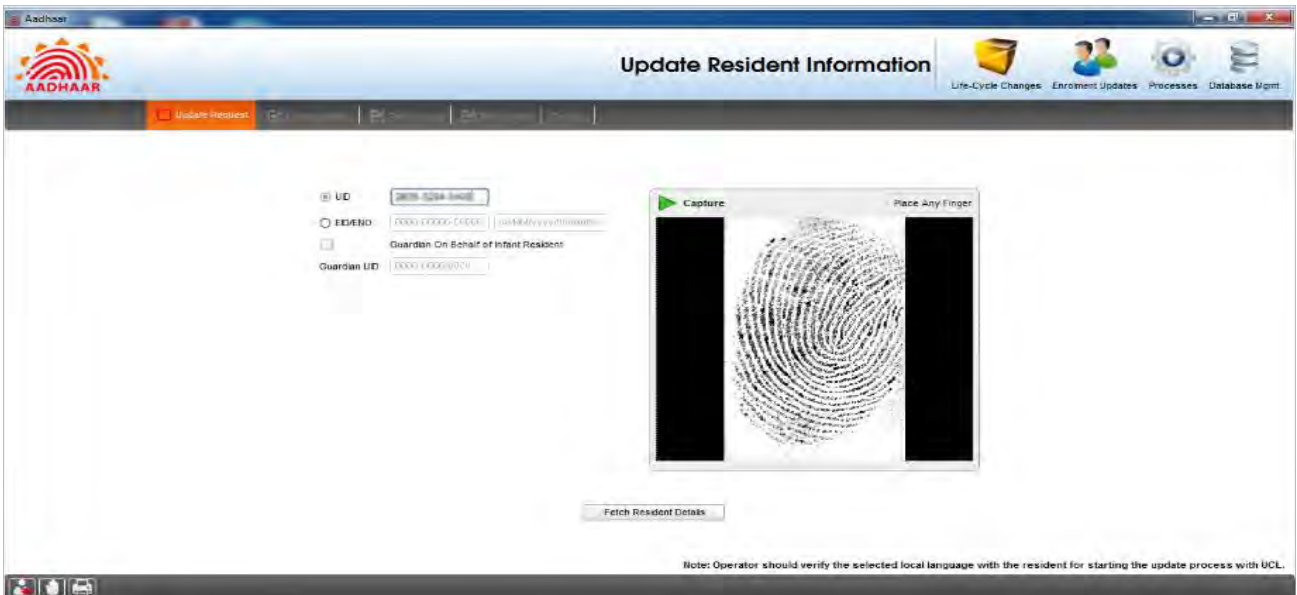 Aadhaar
AADHAAR
Update Resident Information
Life-Cycle Changes Enrolment Updates Processes Database Mgmt
Update Request
UID
EID/ENO
Guardian On Behalf of Infant Resident
Guardian UID
Capture Place Any Finger
Fetch Resident Details
Note: Operator should verify the selected local language with the resident for starting the update process with UCL.